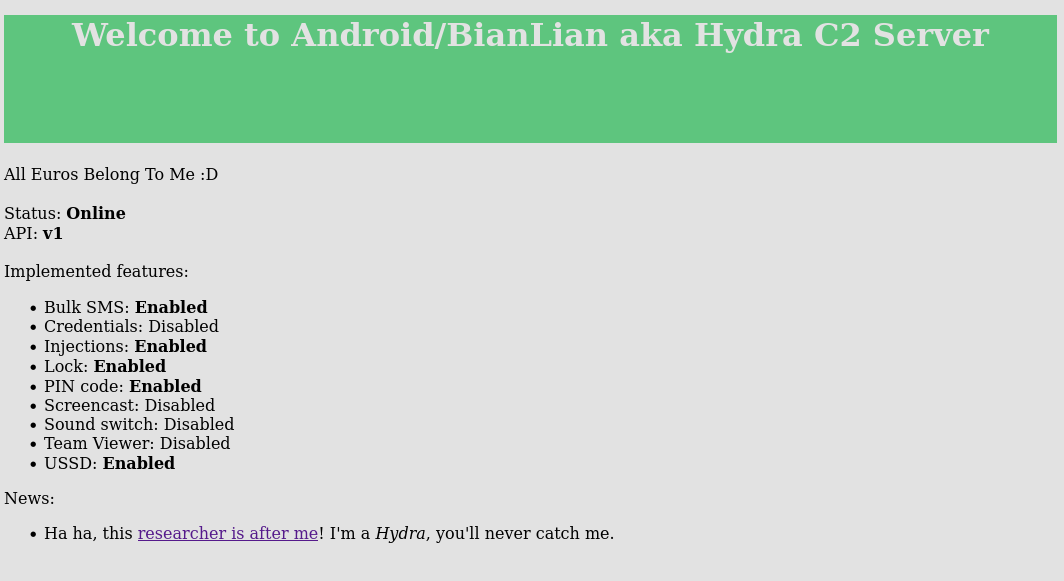 Welcome to Android/BianLian aka Hydra C2 Server
All Euros Belong To Me :D
Status: Online
API: v1
Implemented features:
• Bulk SMS: Enabled
• Credentials: Disabled
• Injections: Enabled
• Lock: Enabled
• PIN code: Enabled
• Screencast: Disabled
• Sound switch: Disabled
• Team Viewer: Disabled
• USSD: Enabled
News:
• Ha ha, this researcher is after me! I'm a Hydra, you'll never catch me.